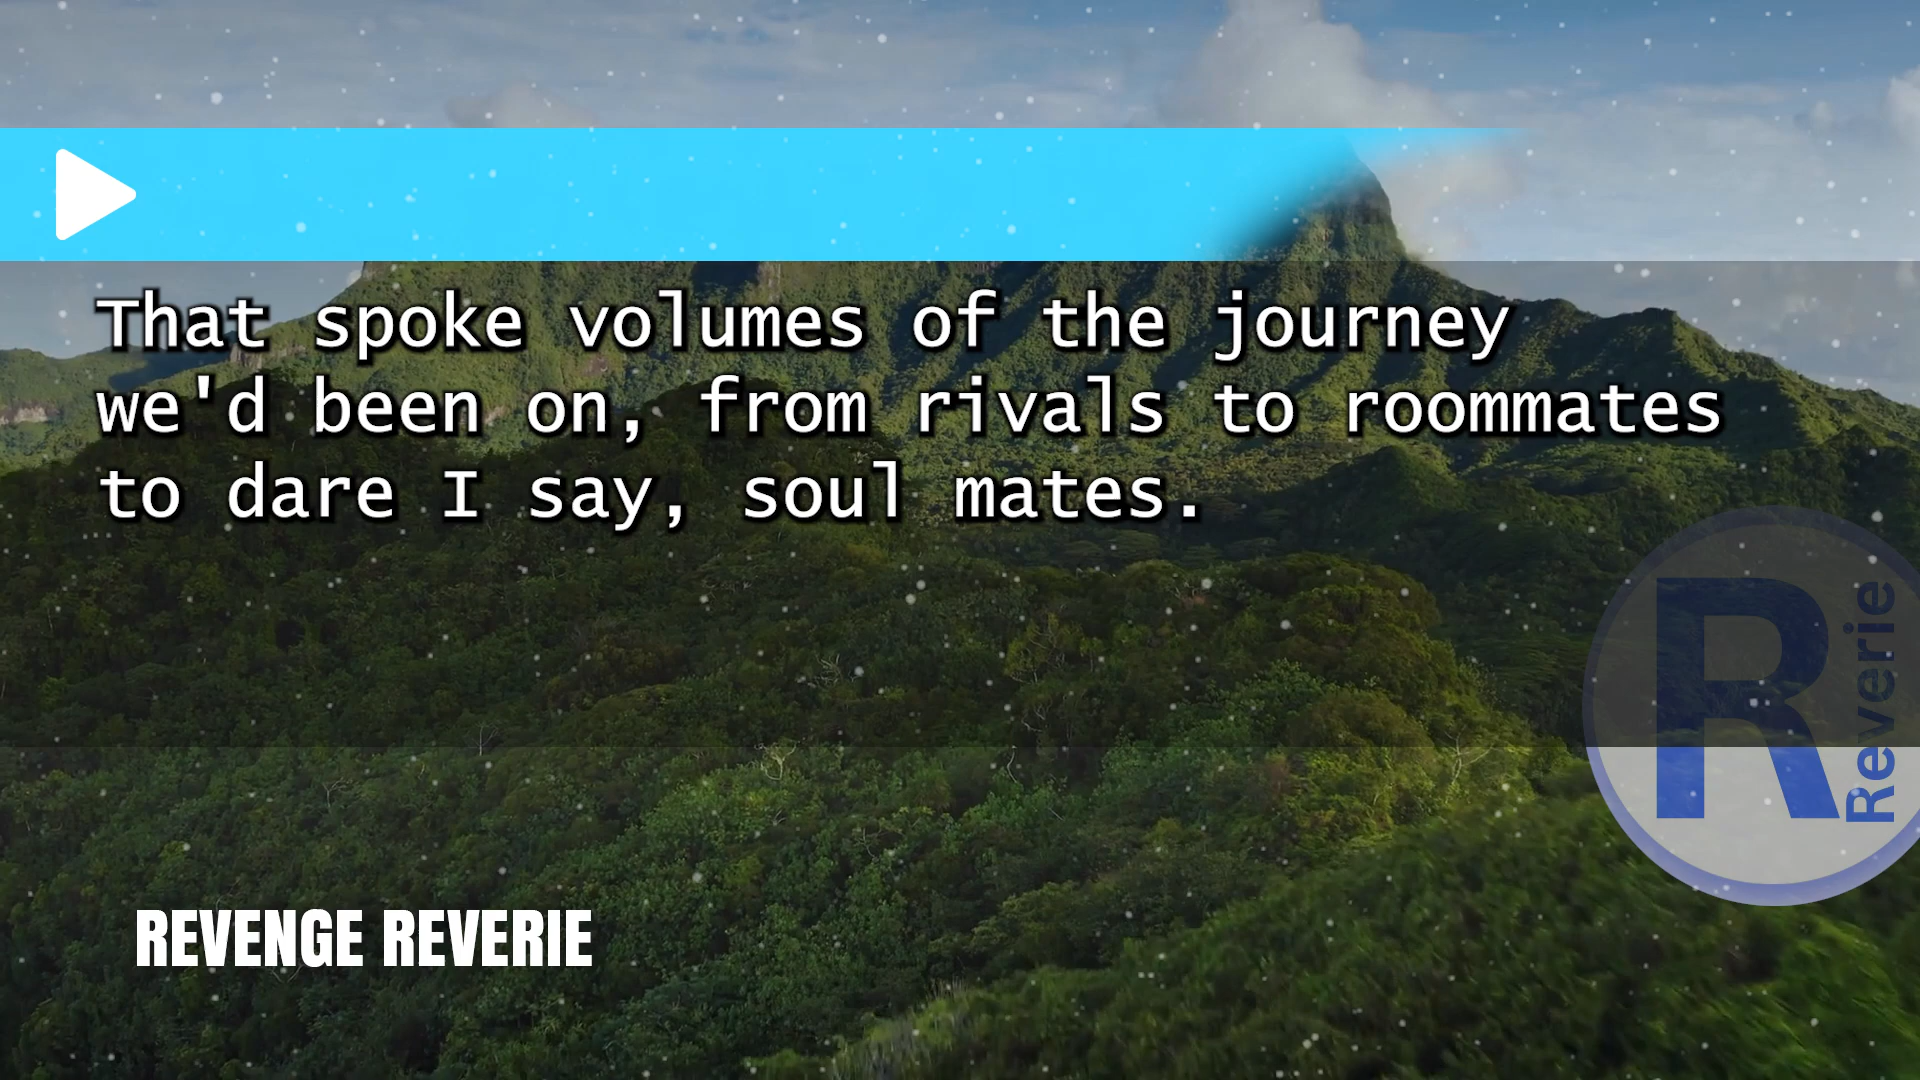 That spoke volumes of the journey
we'd been on, from rivals to roommates
to dare I say, soul mates.
R
Reverie
REVENGE REVERIE